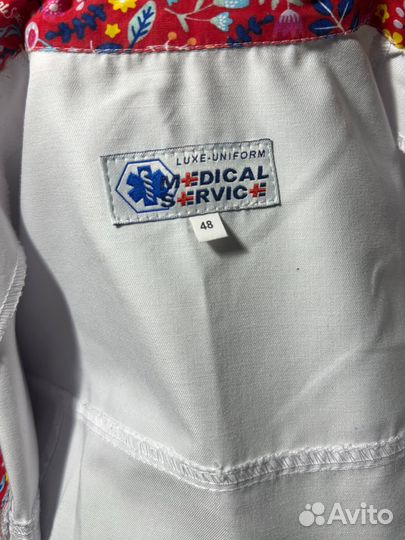 LUXE-UNIFORM
MEDICAL
SERVICE
48
Avito